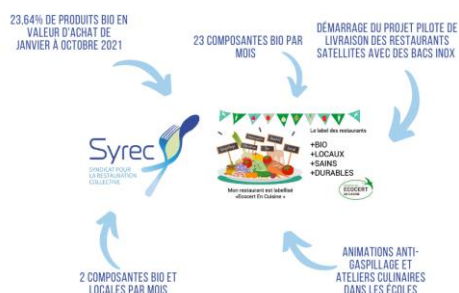 23,64% DE PRODUITS BIO EN
VALEUR D'ACHAT DE
JANVIER À OCTOBRE 2021
23 COMPOSANTES BIO PAR
MOIS
DÉMARRAGE DU PROJET PILOTE DE
LIVRAISON DES RESTAURANTS
SATELLITES AVEC DES BACS INOX
Syrec
SYNDICAT POUR
LA RESTAURATION
COLLECTIVE
Le label des restaurants
+BIO
+LOCAUX
+SAINS
+DURABLES
Mon restaurant est labellisé
«Ecocert En Cuisine »
ECOCERT
2 COMPOSANTES BIO ET
LOCALES PAR MOIS
ANIMATIONS ANTI-
GASPILLAGE ET
ATELIERS CULINAIRES
DANS LES ÉCOLES